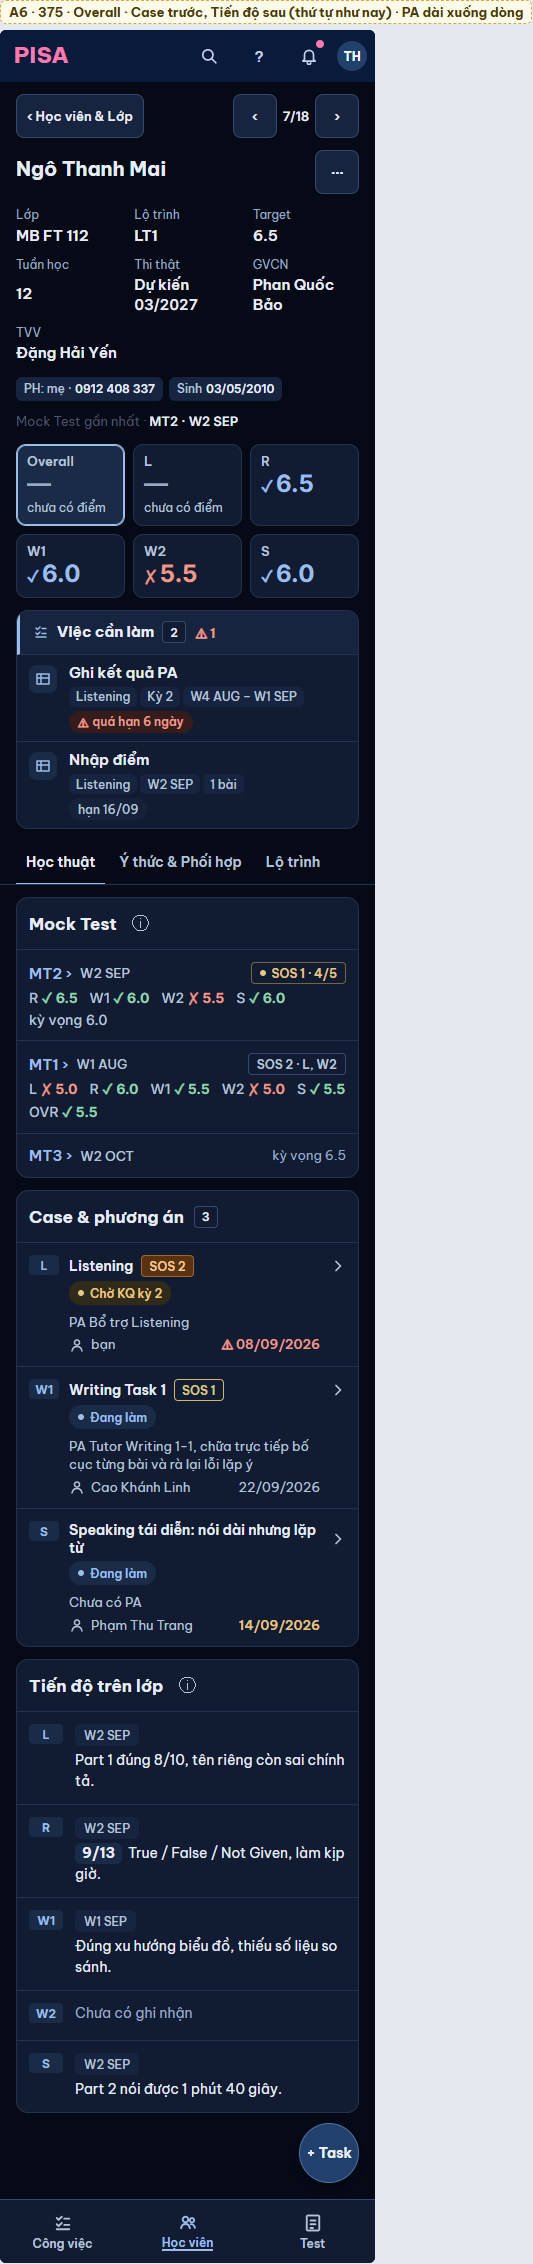 A6 · 375 · Overall · Case trước, Tiến độ sau (thứ tự như nay) · PA dài xuống dòng
PISA
?
TH
‹ Học viên & Lớp
‹ 7/18 ›
Ngô Thanh Mai
...
Lớp Lộ trình Target
MB FT 112 LT1 6.5
Tuần học Thi thật GVCN
12 Dự kiến 03/2027 Phan Quốc Bảo
TVV
Đặng Hải Yến
PH: mẹ · 0912 408 337 Sinh 03/05/2010
Mock Test gần nhất · MT2 · W2 SEP
Overall L R
— — ✓ 6.5
chưa có điểm chưa có điểm
W1 W2 S
✓ 6.0 ✗ 5.5 ✓ 6.0
Việc cần làm 2 ⚠ 1
Ghi kết quả PA
Listening Kỳ 2 W4 AUG – W1 SEP
⚠ quá hạn 6 ngày
Nhập điểm
Listening W2 SEP 1 bài
hạn 16/09
Học thuật Ý thức & Phối hợp Lộ trình
Mock Test ⓘ
MT2 › W2 SEP SOS 1 · 4/5
R ✓ 6.5 W1 ✓ 6.0 W2 ✗ 5.5 S ✓ 6.0
kỳ vọng 6.0
MT1 › W1 AUG SOS 2 · L, W2
L ✗ 5.0 R ✓ 6.0 W1 ✓ 5.5 W2 ✗ 5.0 S ✓ 5.5
OVR ✓ 5.5
MT3 › W2 OCT kỳ vọng 6.5
Case & phương án 3
L Listening SOS 2
Chờ KQ kỳ 2
PA Bổ trợ Listening
bạn ⚠ 08/09/2026
W1 Writing Task 1 SOS 1
Đang làm
PA Tutor Writing 1-1, chữa trực tiếp bố
cục từng bài và rà lại lỗi lặp ý
Cao Khánh Linh 22/09/2026
S Speaking tái diễn: nói dài nhưng lặp
từ
Đang làm
Chưa có PA
Phạm Thu Trang 14/09/2026
Tiến độ trên lớp ⓘ
L W2 SEP
Part 1 đúng 8/10, tên riêng còn sai chính
tả.
R W2 SEP
9/13 True / False / Not Given, làm kịp
giờ.
W1 W1 SEP
Đúng xu hướng biểu đồ, thiếu số liệu so
sánh.
W2 Chưa có ghi nhận
S W2 SEP
Part 2 nói được 1 phút 40 giây.
+ Task
Công việc Học viên Test